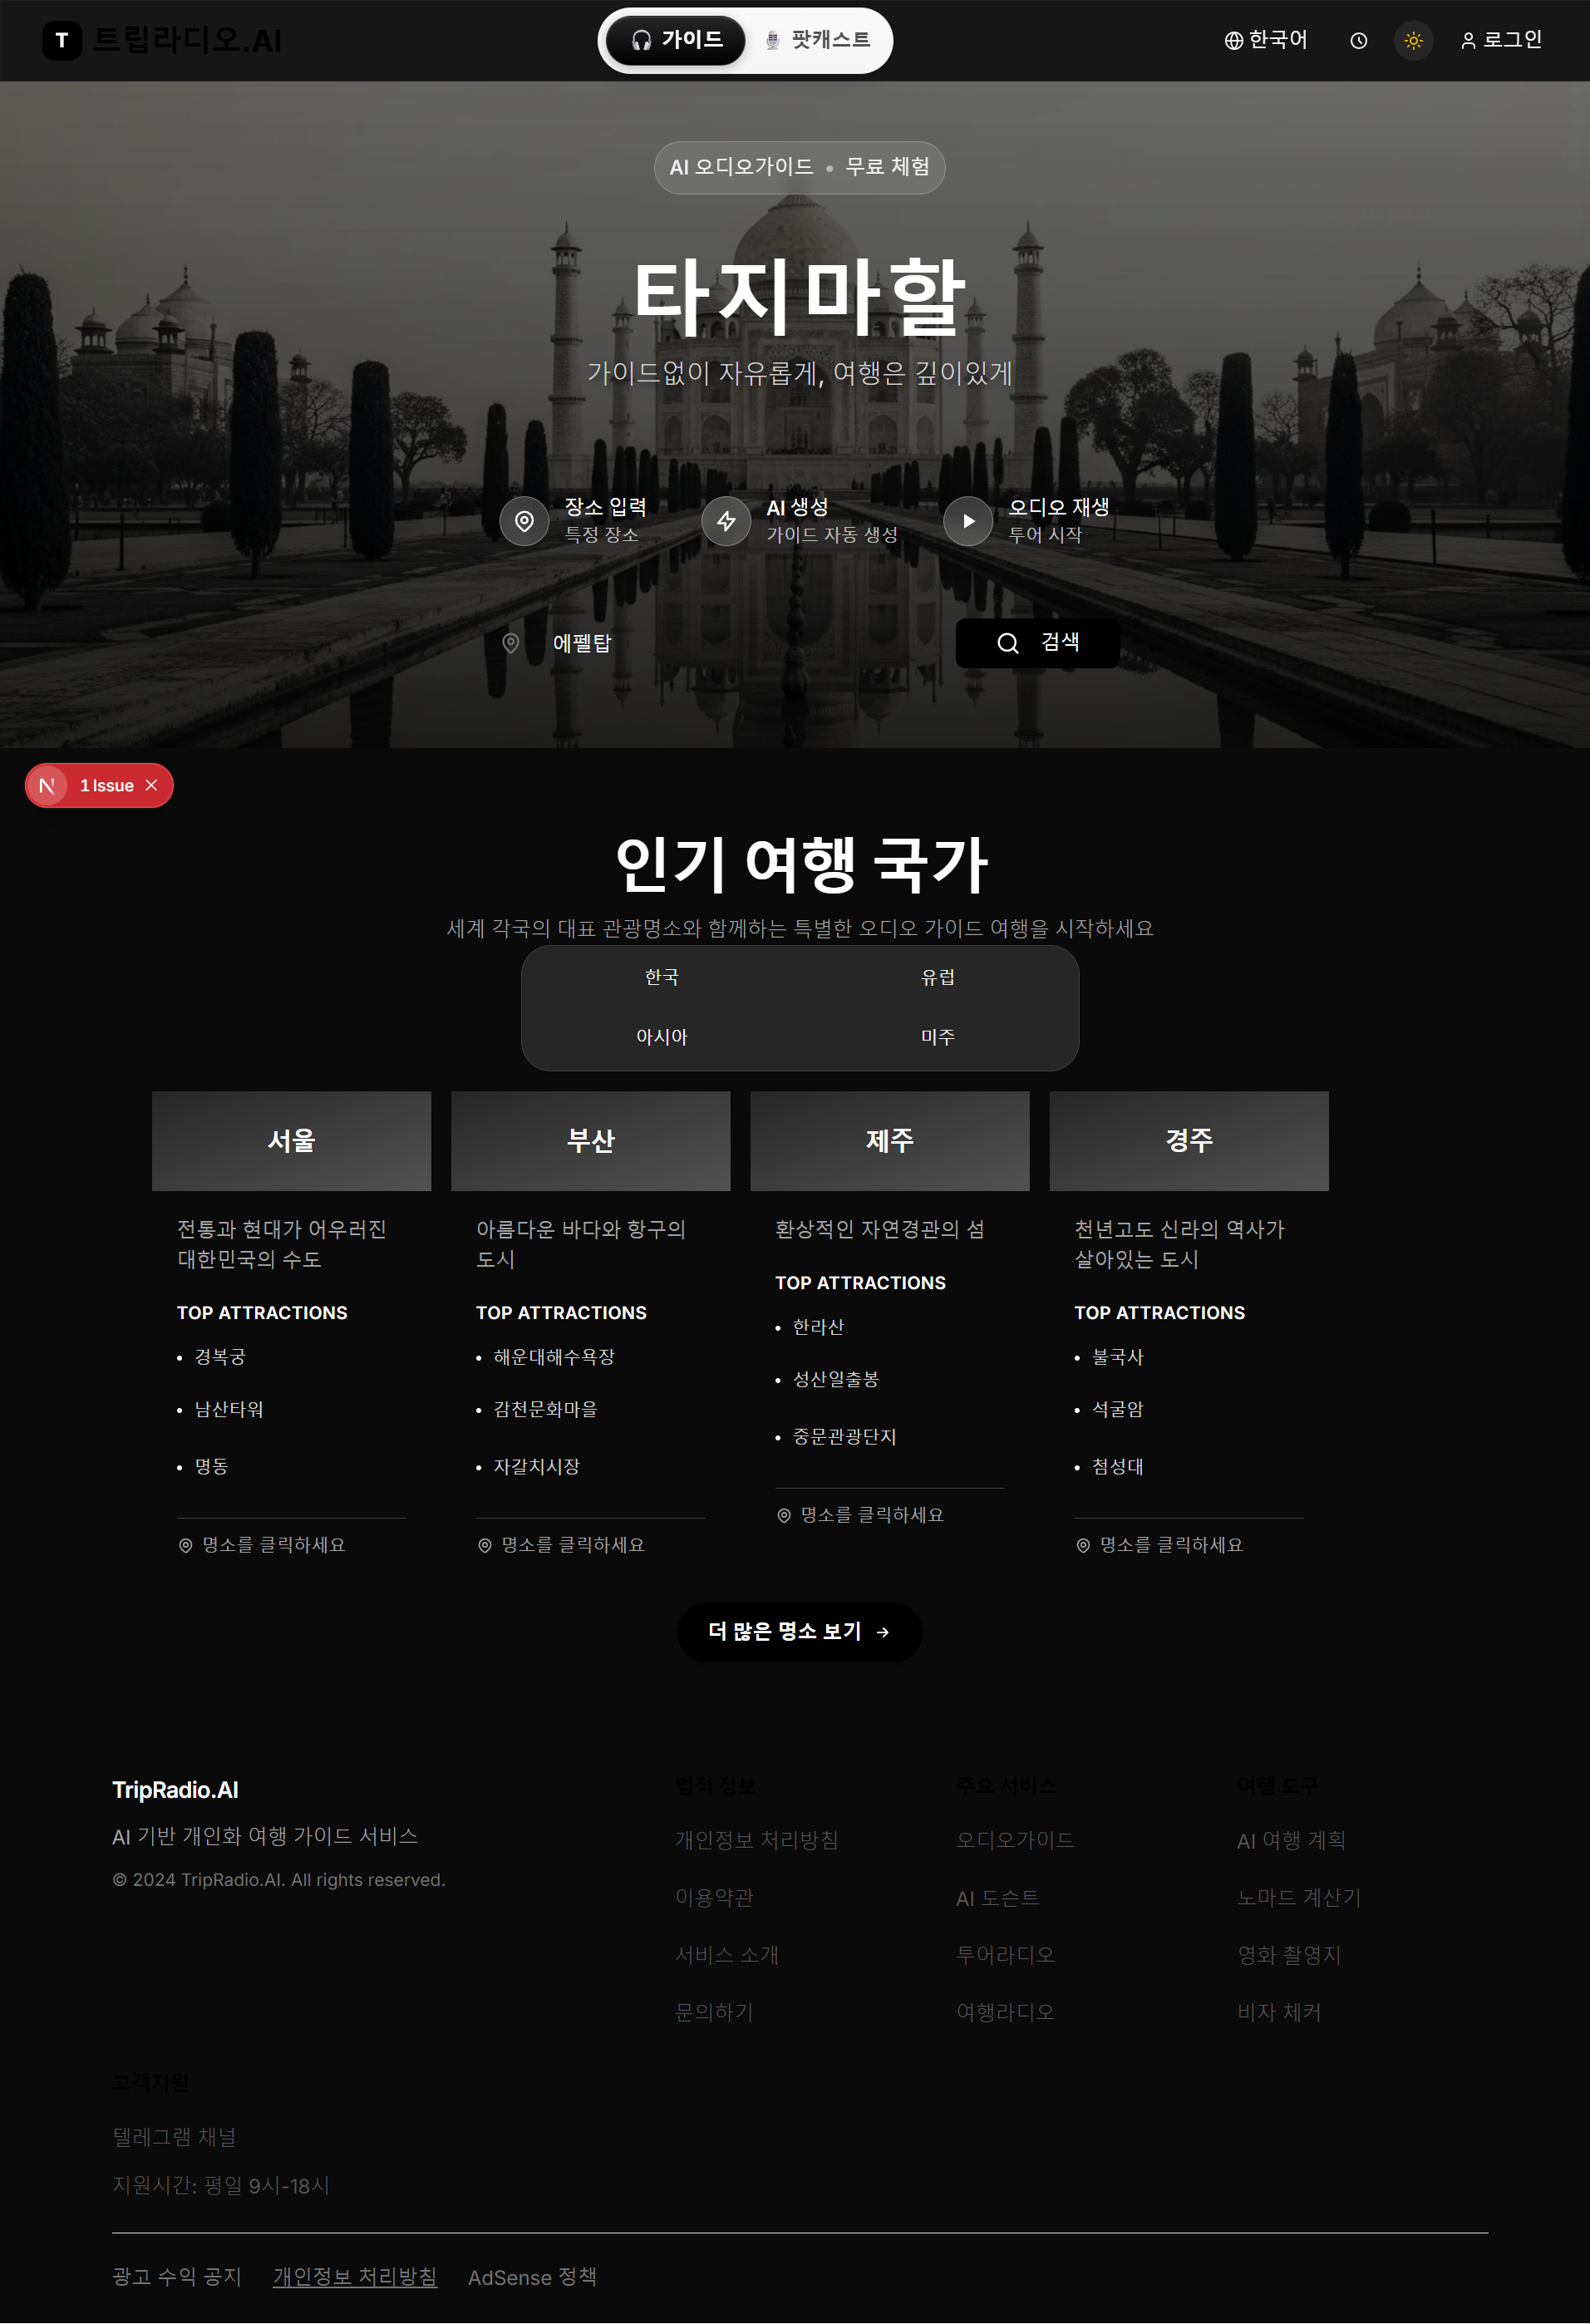 T 트립라디오.AI
가이드
팟캐스트
한국어
로그인
AI 오디오가이드 • 무료 체험
타지마할
가이드없이 자유롭게, 여행은 깊이있게
장소 입력
특정 장소
AI 생성
가이드 자동 생성
오디오 재생
투어 시작
에펠탑
검색
1 Issue
인기 여행 국가
세계 각국의 대표 관광명소와 함께하는 특별한 오디오 가이드 여행을 시작하세요
한국
유럽
아시아
미주
서울
전통과 현대가 어우러진
대한민국의 수도
TOP ATTRACTIONS
• 경복궁
• 남산타워
• 명동
명소를 클릭하세요
부산
아름다운 바다와 항구의
도시
TOP ATTRACTIONS
• 해운대해수욕장
• 감천문화마을
• 자갈치시장
명소를 클릭하세요
제주
환상적인 자연경관의 섬
TOP ATTRACTIONS
• 한라산
• 성산일출봉
• 중문관광단지
명소를 클릭하세요
경주
천년고도 신라의 역사가
살아있는 도시
TOP ATTRACTIONS
• 불국사
• 석굴암
• 첨성대
명소를 클릭하세요
더 많은 명소 보기 →
TripRadio.AI
AI 기반 개인화 여행 가이드 서비스
© 2024 TripRadio.AI. All rights reserved.
법적 정보
개인정보 처리방침
이용약관
서비스 소개
문의하기
주요 서비스
오디오가이드
AI 도슨트
투어라디오
여행라디오
여행 도구
AI 여행 계획
노마드 계산기
영화 촬영지
비자 체커
고객지원
텔레그램 채널
지원시간: 평일 9시-18시
광고 수익 공지
개인정보 처리방침
AdSense 정책